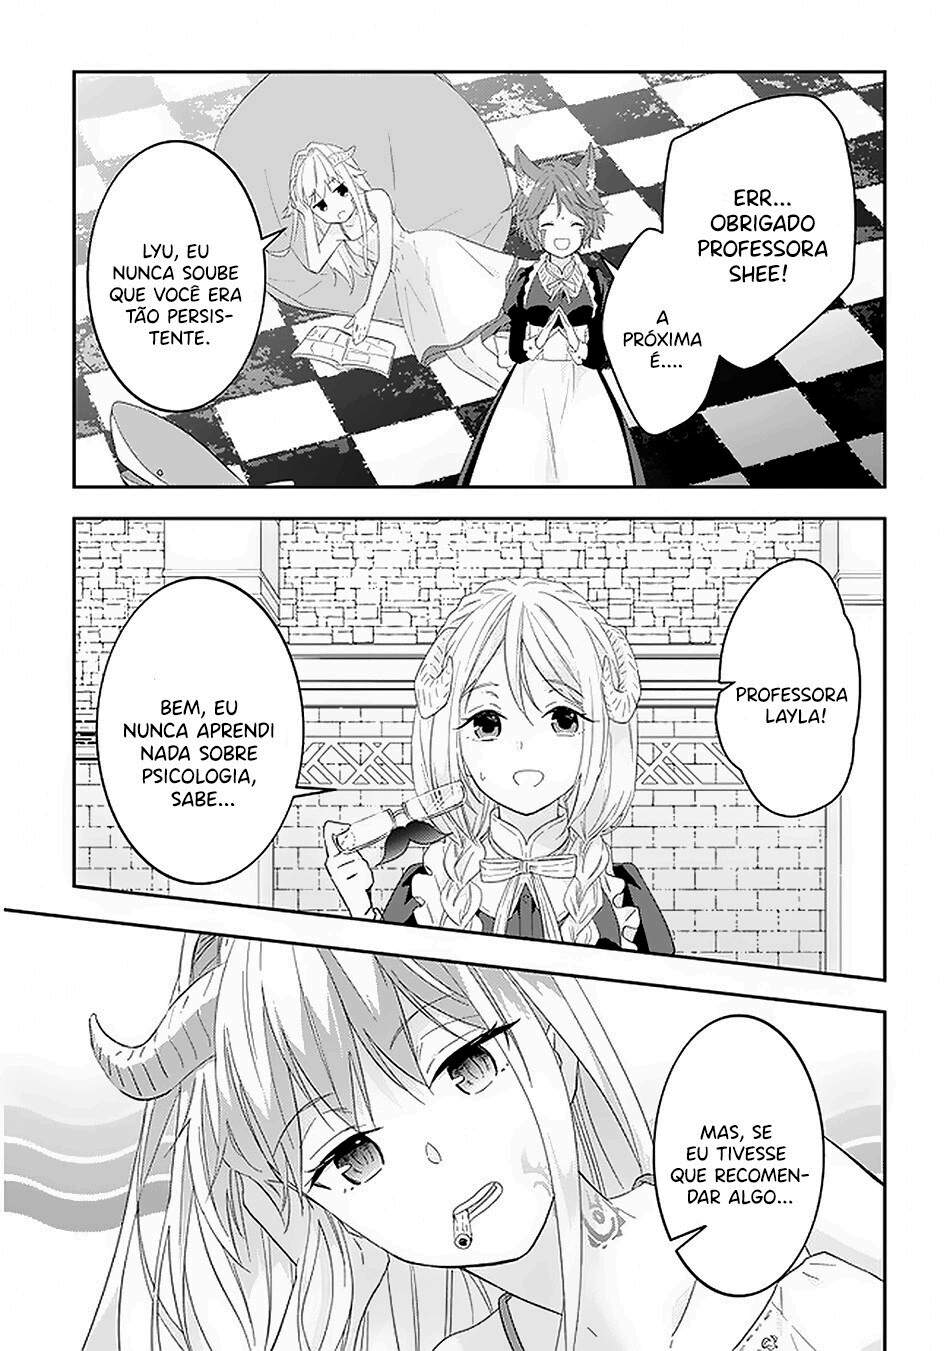 ERR...
OBRIGADO
PROFESSORA
SHEE!
A
PRÓXIMA
É....
LYU, EU
NUNCA SOUBE
QUE VOCÊ ERA
TÃO PERSIS-
TENTE.
PROFESSORA
LAYLA!
BEM, EU
NUNCA APRENDI
NADA SOBRE
PSICOLOGIA,
SABE...
MAS, SE
EU TIVESSE
QUE RECOMEN-
DAR ALGO...